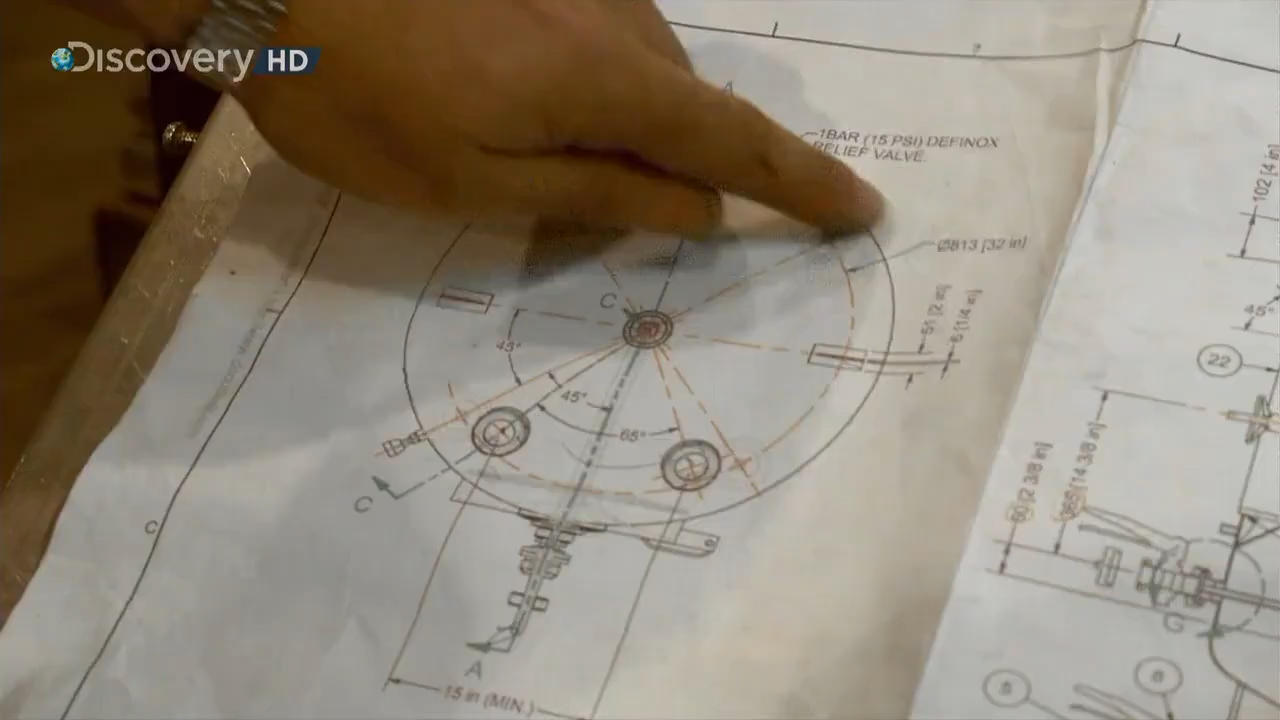 Discovery HD
A
1BAR (15 PSI) DEFINOX
RELIEF VALVE.
Ø813 [32 in]
102 [4 in]
C
51 [2 in]
6 [1/4 in]
45°
45°
22
45°
65°
C
C
60 [2 3/8 in]
365 [14 3/8 in]
A
15 in (MIN.)
G
5
6